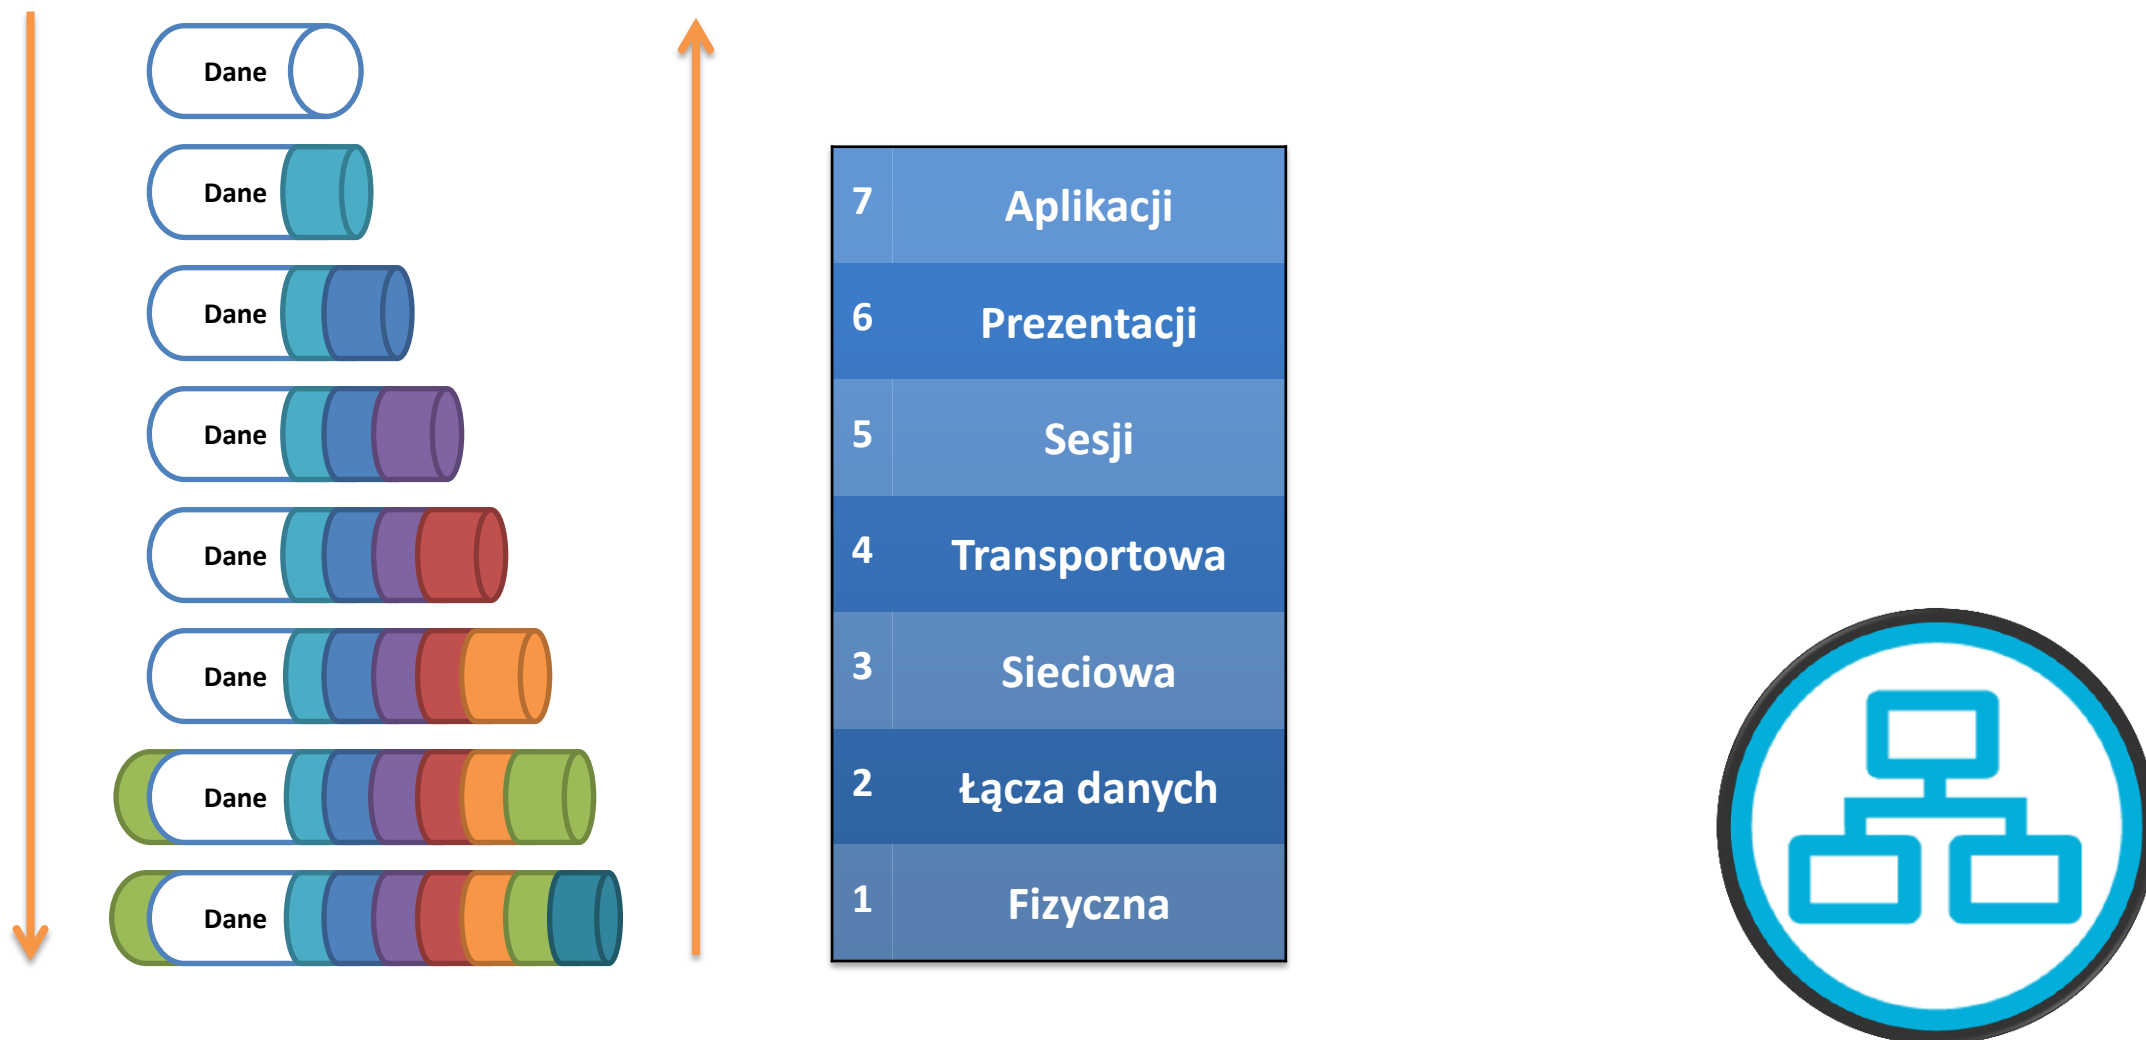 Dane
Dane
Dane
Dane
Dane
Dane
Dane
Dane
7 Aplikacji
6 Prezentacji
5 Sesji
4 Transportowa
3 Sieciowa
2 Łącza danych
1 Fizyczna